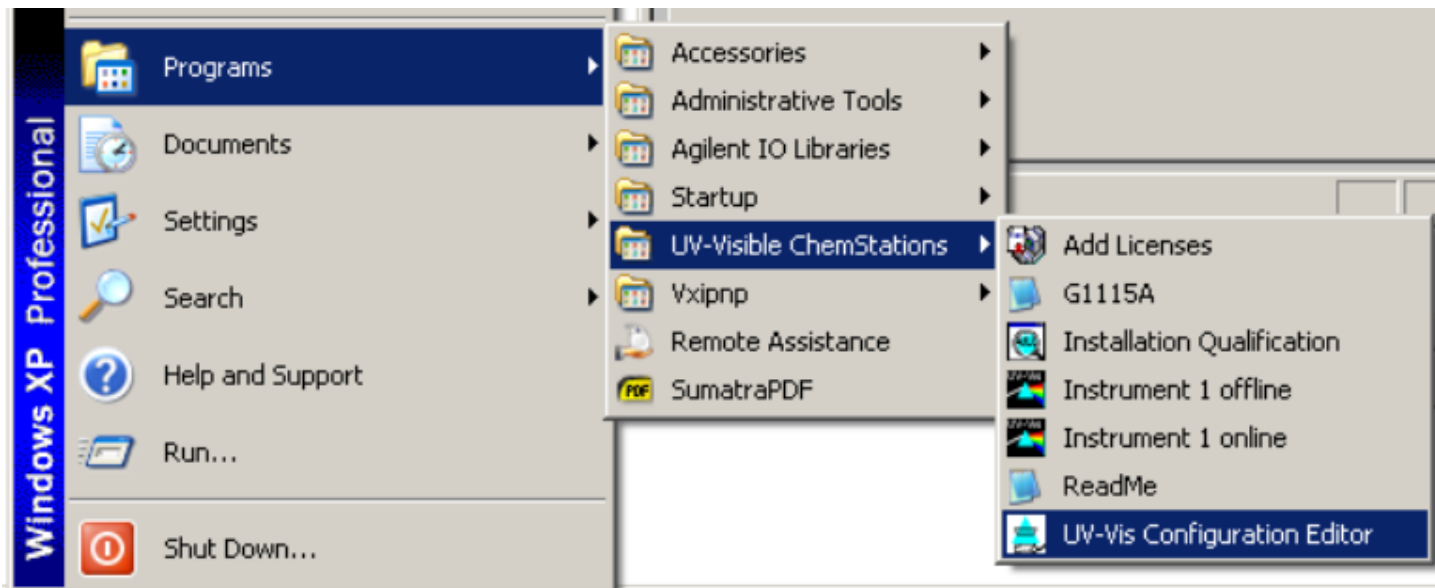 Windows XP Professional
Programs
Documents
Settings
Search
Help and Support
Run...
Shut Down...
Accessories
Administrative Tools
Agilent IO Libraries
Startup
UV-Visible ChemStations
Vxipnp
Remote Assistance
PDF SumatraPDF
Add Licenses
G1115A
Installation Qualification
Instrument 1 offline
Instrument 1 online
ReadMe
UV-Vis Configuration Editor